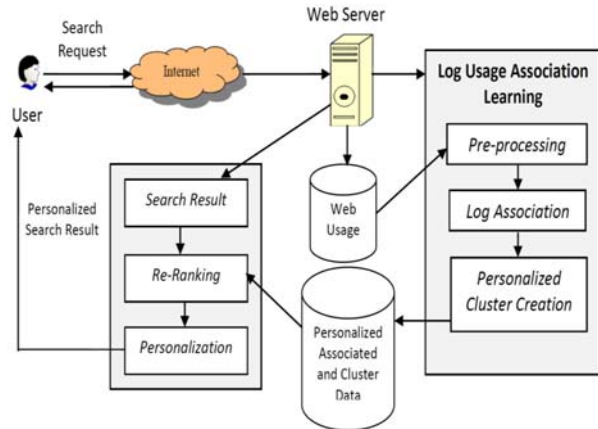 Search
Request
Web Server
Internet
User
Log Usage Association
Learning
Pre-processing
Log Association
Personalized
Cluster Creation
Web
Usage
Search Result
Re-Ranking
Personalization
Personalized
Search Result
Personalized
Associated
and Cluster
Data